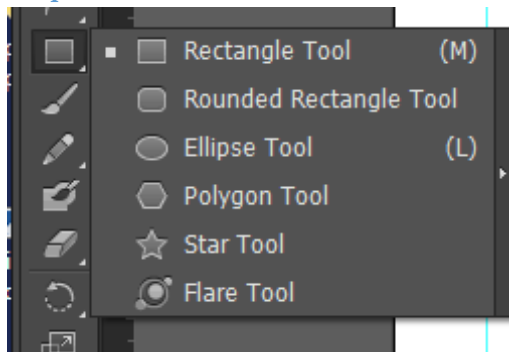 Rectangle Tool (M)
Rounded Rectangle Tool
Ellipse Tool (L)
Polygon Tool
Star Tool
Flare Tool